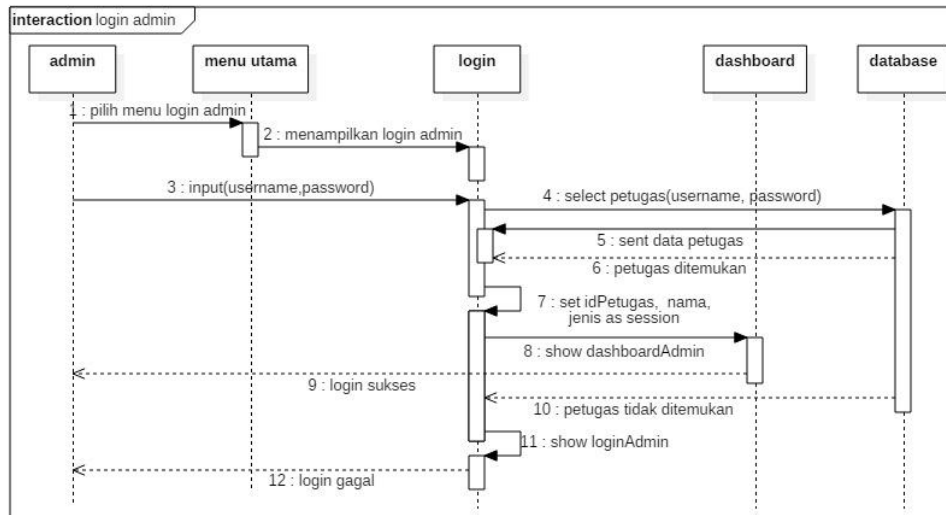 interaction login admin
admin
menu utama
login
dashboard
database
1 : pilih menu login admin
2 : menampilkan login admin
3 : input(username,password)
4 : select petugas(username, password)
5 : sent data petugas
6 : petugas ditemukan
7 : set idPetugas, nama,
jenis as session
8 : show dashboardAdmin
9 : login sukses
10 : petugas tidak ditemukan
11 : show loginAdmin
12 : login gagal